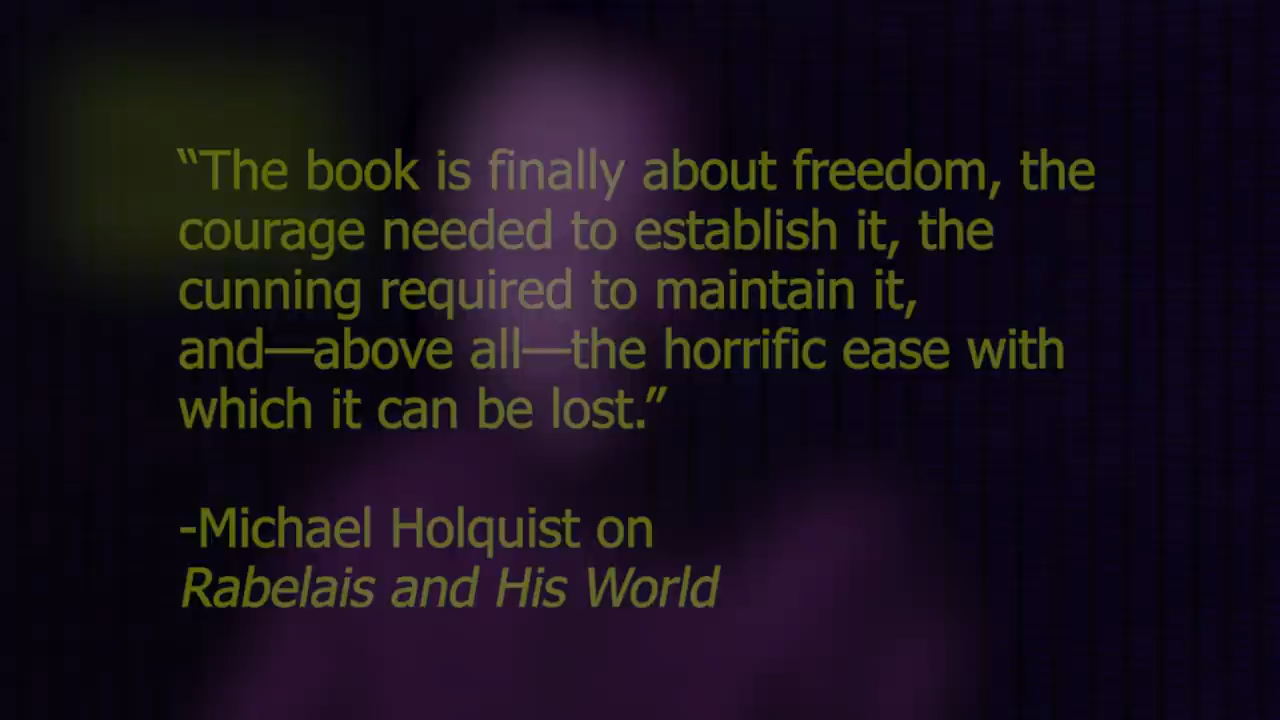 “The book is finally about freedom, the
courage needed to establish it, the
cunning required to maintain it,
and—above all—the horrific ease with
which it can be lost.”
-Michael Holquist on
Rabelais and His World